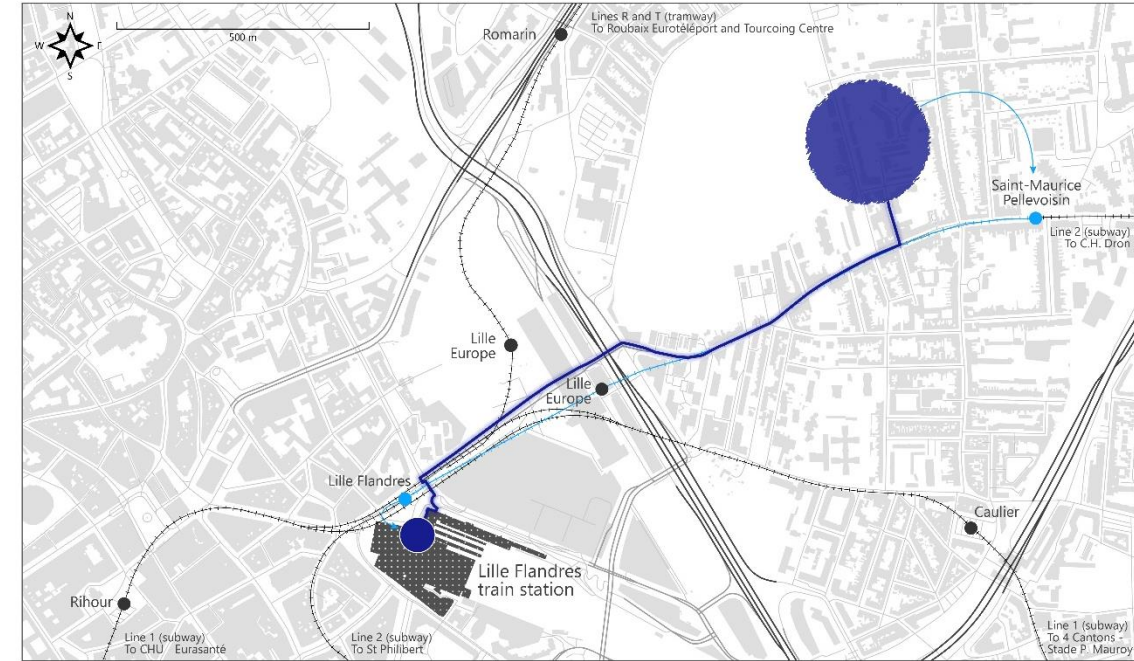 N
W
E
S
500 m
Romarin
Lines R and T (tramway)
To Roubaix Eurotéléport and Tourcoing Centre
Saint-Maurice
Pellevoisin
Line 2 (subway)
To C.H. Dron
Lille
Europe
Lille
Europe
Lille Flandres
Caulier
Lille Flandres
train station
Rihour
Line 1 (subway)
To CHU Eurasanté
Line 2 (subway)
To St Philibert
Line 1 (subway)
To 4 Cantons -
Stade P. Mauroy